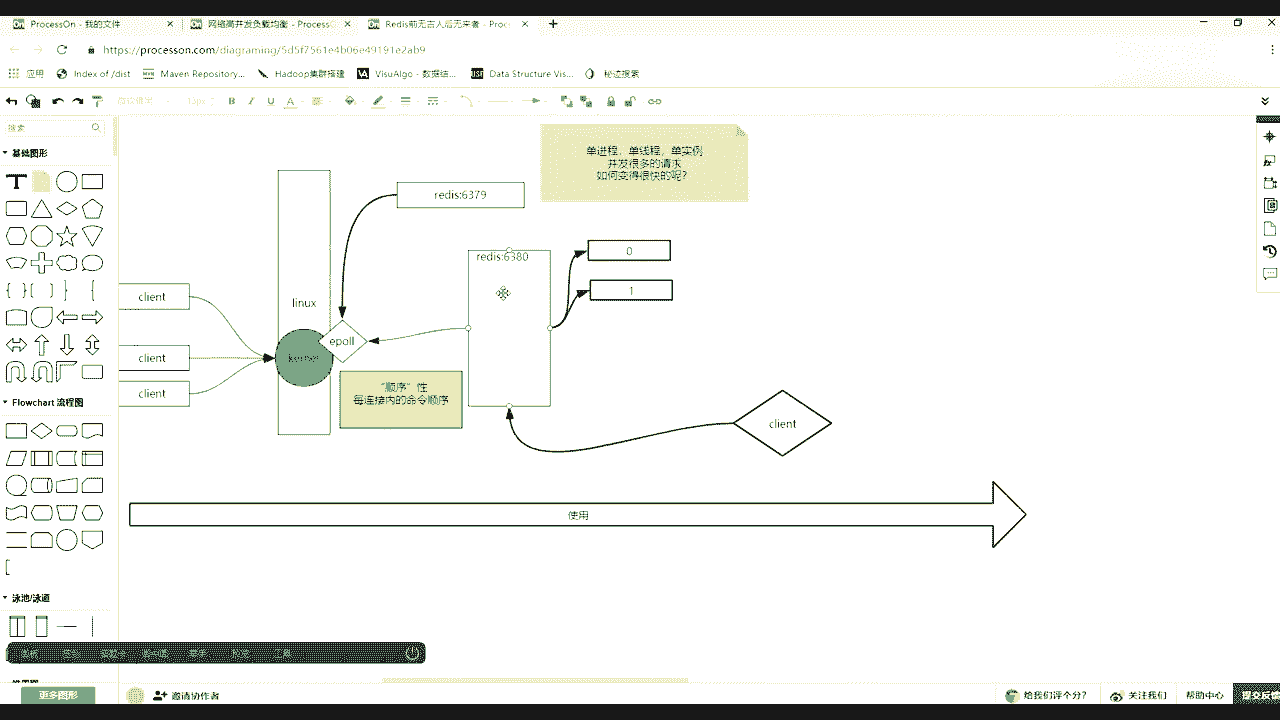 ProcessOn - 我的文件
网络高并发负载均衡 - Process
Redis前无古人后无来者 - Proc
https://processon.com/diagraming/5d5f7561e4b06e49191e2ab9
应用
Index of /dist
Maven Repository...
Hadoop集群搭建
VisuAlgo - 数据结...
Data Structure Vis...
B I U A
搜索
基础图形
T
Flowchart 流程图
泳池/泳道
更多图形
单进程，单线程，单实例
并发很多的请求
如何变得很快的呢？
redis:6379
redis:6380
0
1
client
client
client
linux
kernel
epoll
“顺序”性
每连接内的命令顺序
client
使用
邀请协作者
给我们评个分？
关注我们
帮助中心
提交反馈